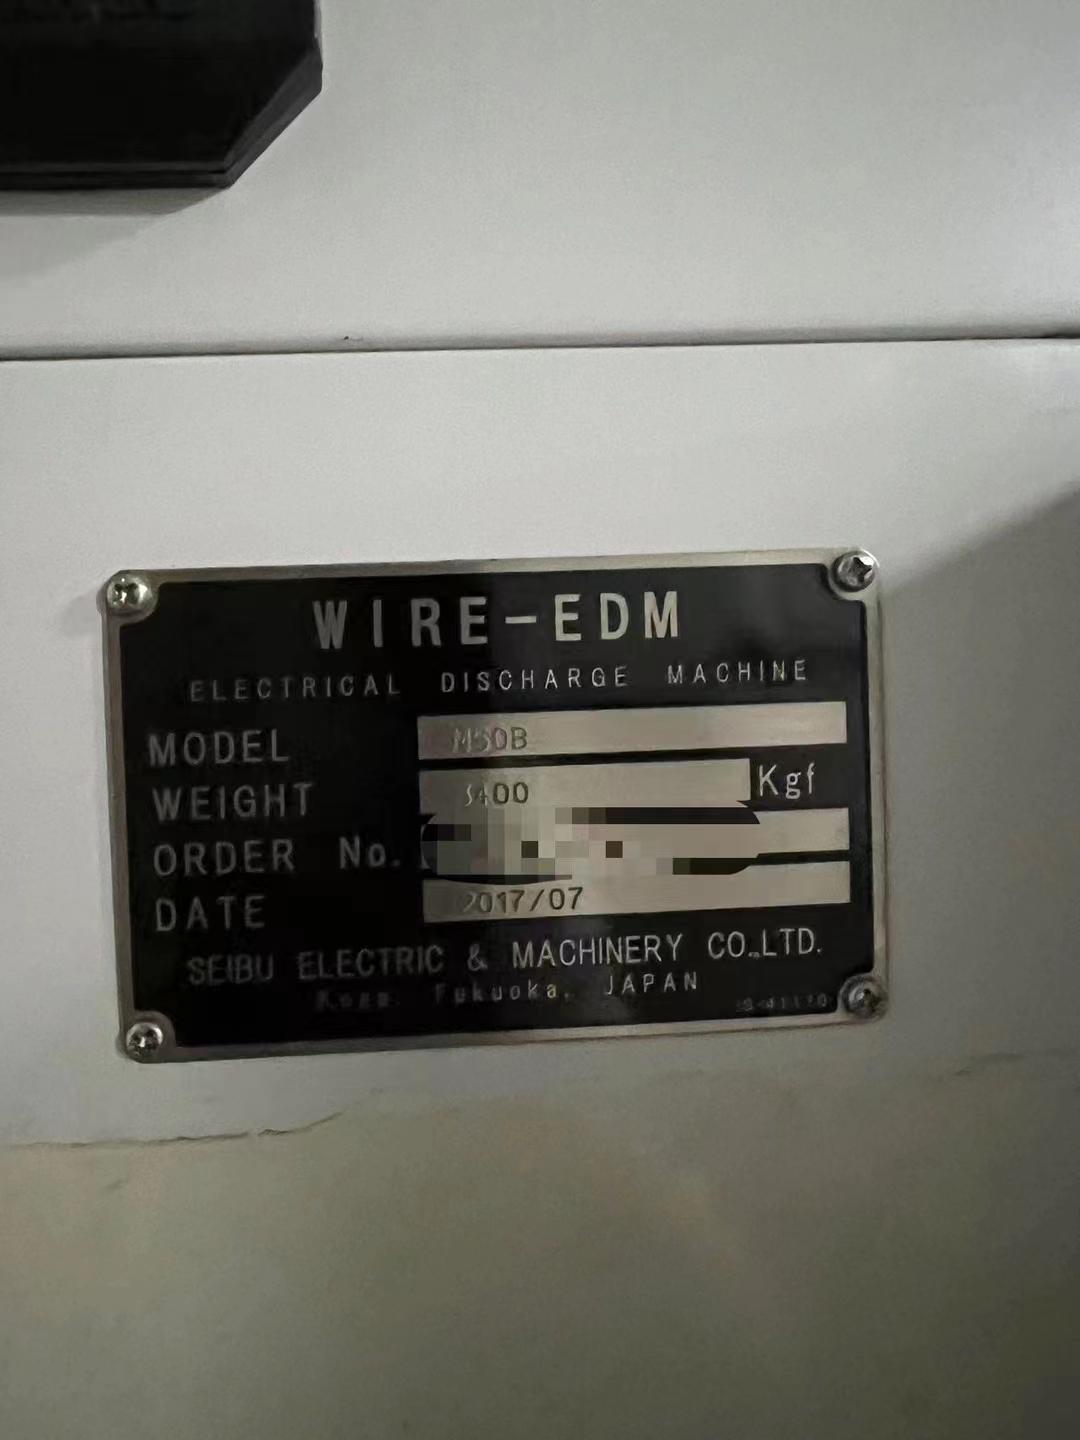 WIRE-EDM
ELECTRICAL DISCHARGE MACHINE
MODEL M50B
WEIGHT Kgf
ORDER No.
DATE 2017/07
SEIBU ELECTRIC & MACHINERY CO.,LTD.
Koga. Fukuoka, JAPAN